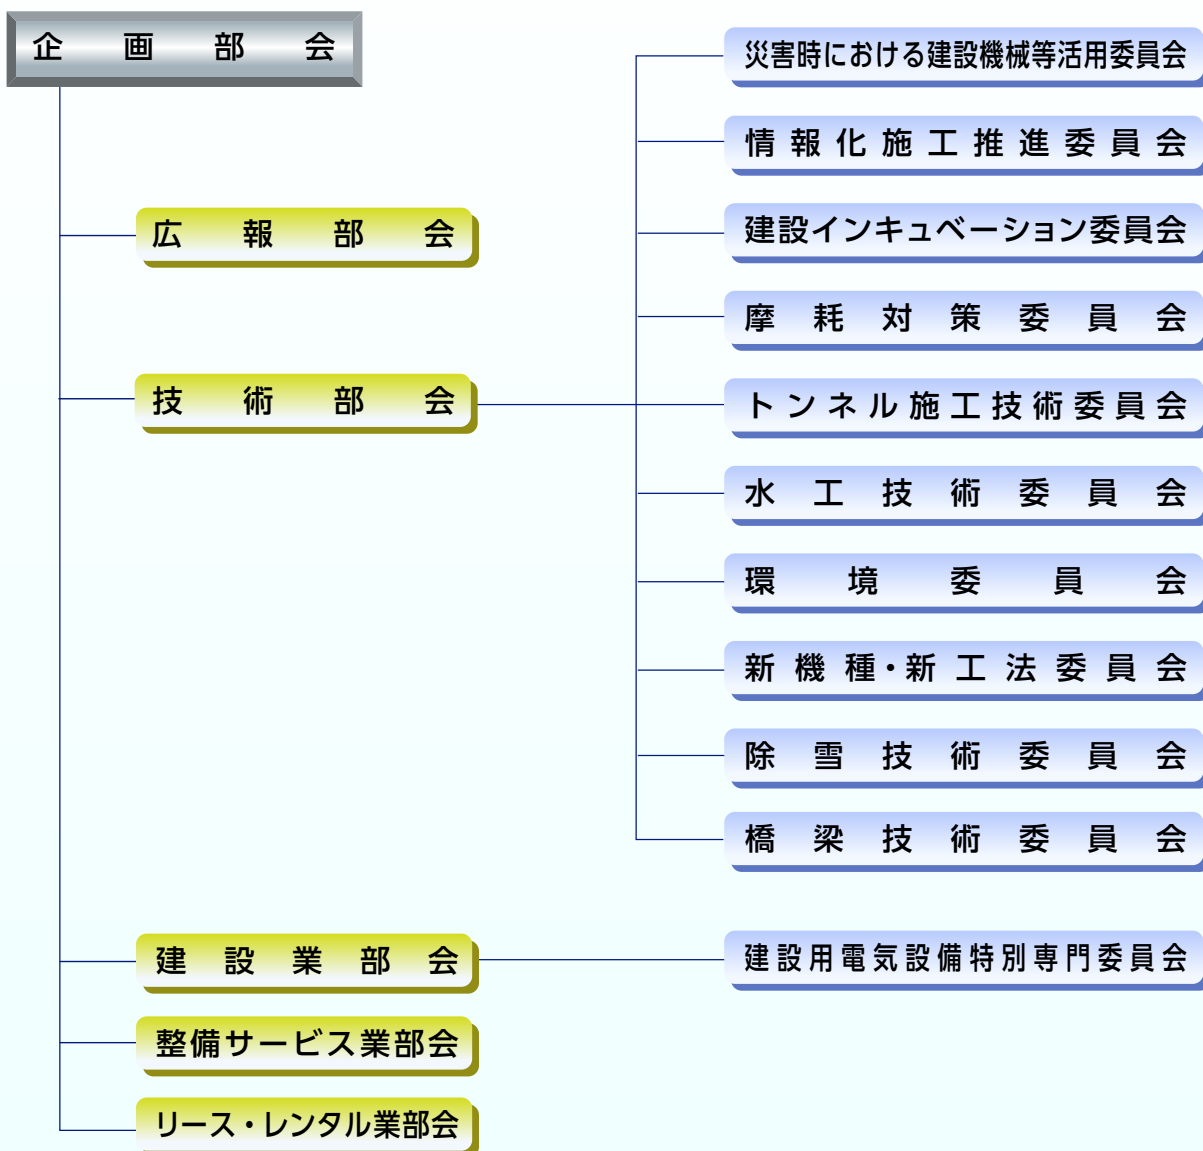 企画部会
広報部会
技術部会
災害時における建設機械等活用委員会
情報化施工推進委員会
建設インキュベーション委員会
摩耗対策委員会
トンネル施工技術委員会
水工技術委員会
環境委員会
新機種・新工法委員会
除雪技術委員会
橋梁技術委員会
建設業部会
建設用電気設備特別専門委員会
整備サービス業部会
リース・レンタル業部会